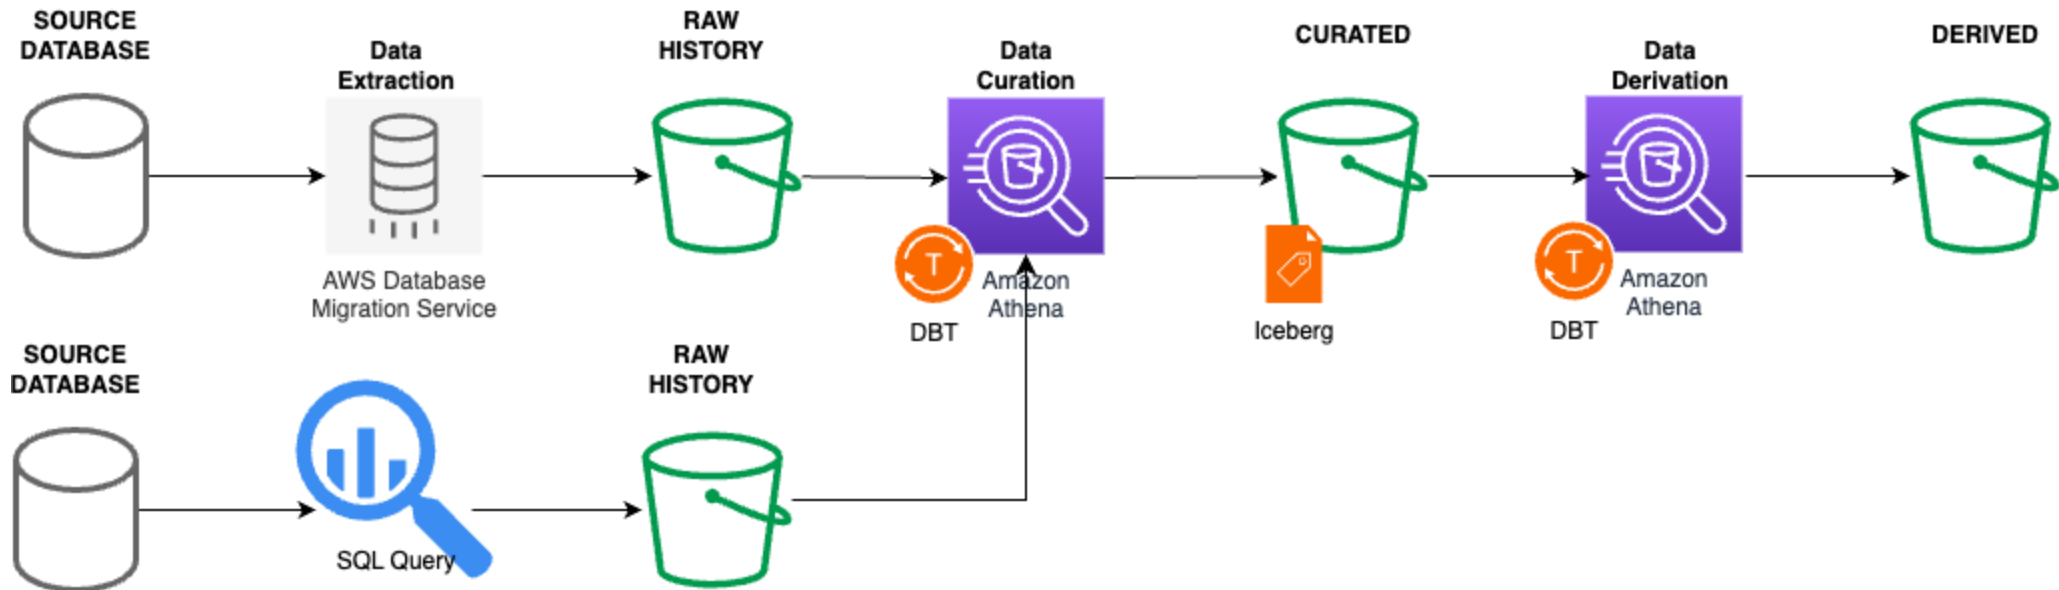 SOURCE
DATABASE
Data
Extraction
RAW
HISTORY
Data
Curation
CURATED
Data
Derivation
DERIVED
AWS Database
Migration Service
T
DBT
Amazon
Athena
Iceberg
T
DBT
Amazon
Athena
SOURCE
DATABASE
SQL Query
RAW
HISTORY